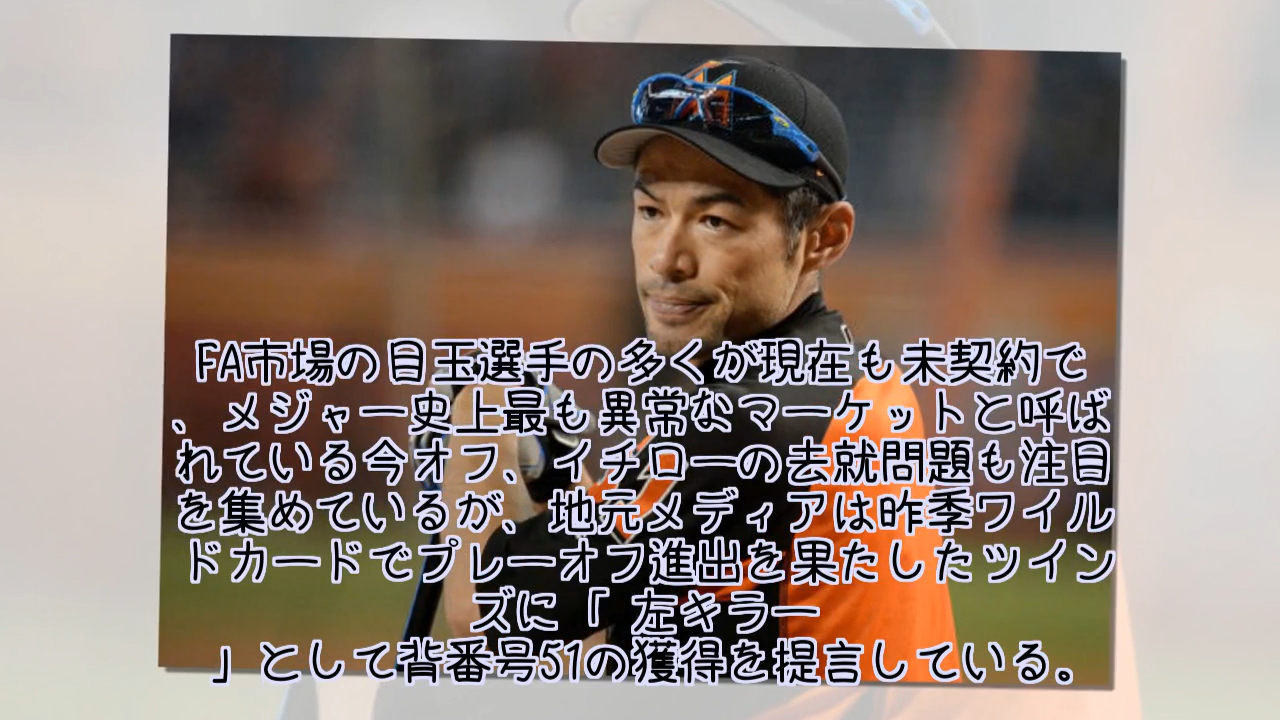 FA市場の目玉選手の多くが現在も未契約で
、メジャー史上最も異常なマーケットと呼ば
れている今オフ、イチローの去就問題も注目
を集めているが、地元メディアは昨季ワイル
ドカードでプレーオフ進出を果たしたツイン
ズに「 左キラー
」として背番号51の獲得を提言している。